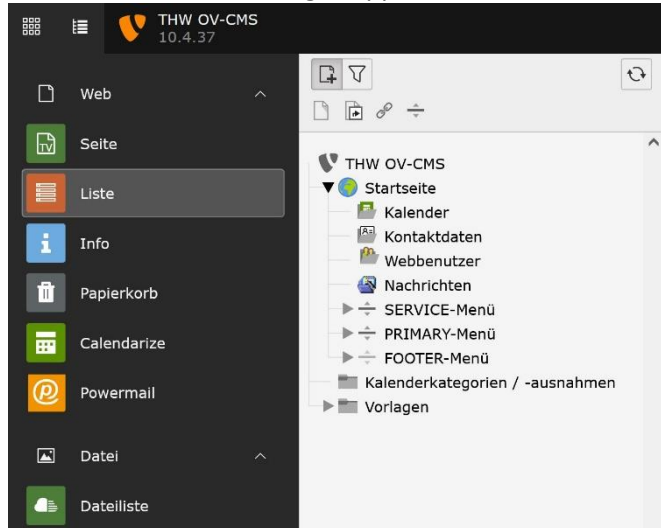 THW OV-CMS
10.4.37
Web
Seite
Liste
Info
Papierkorb
Calendarize
Powermail
Datei
Dateiliste
THW OV-CMS
Startseite
Kalender
Kontaktdaten
Webbenutzer
Nachrichten
SERVICE-Menü
PRIMARY-Menü
FOOTER-Menü
Kalenderkategorien / -ausnahmen
Vorlagen